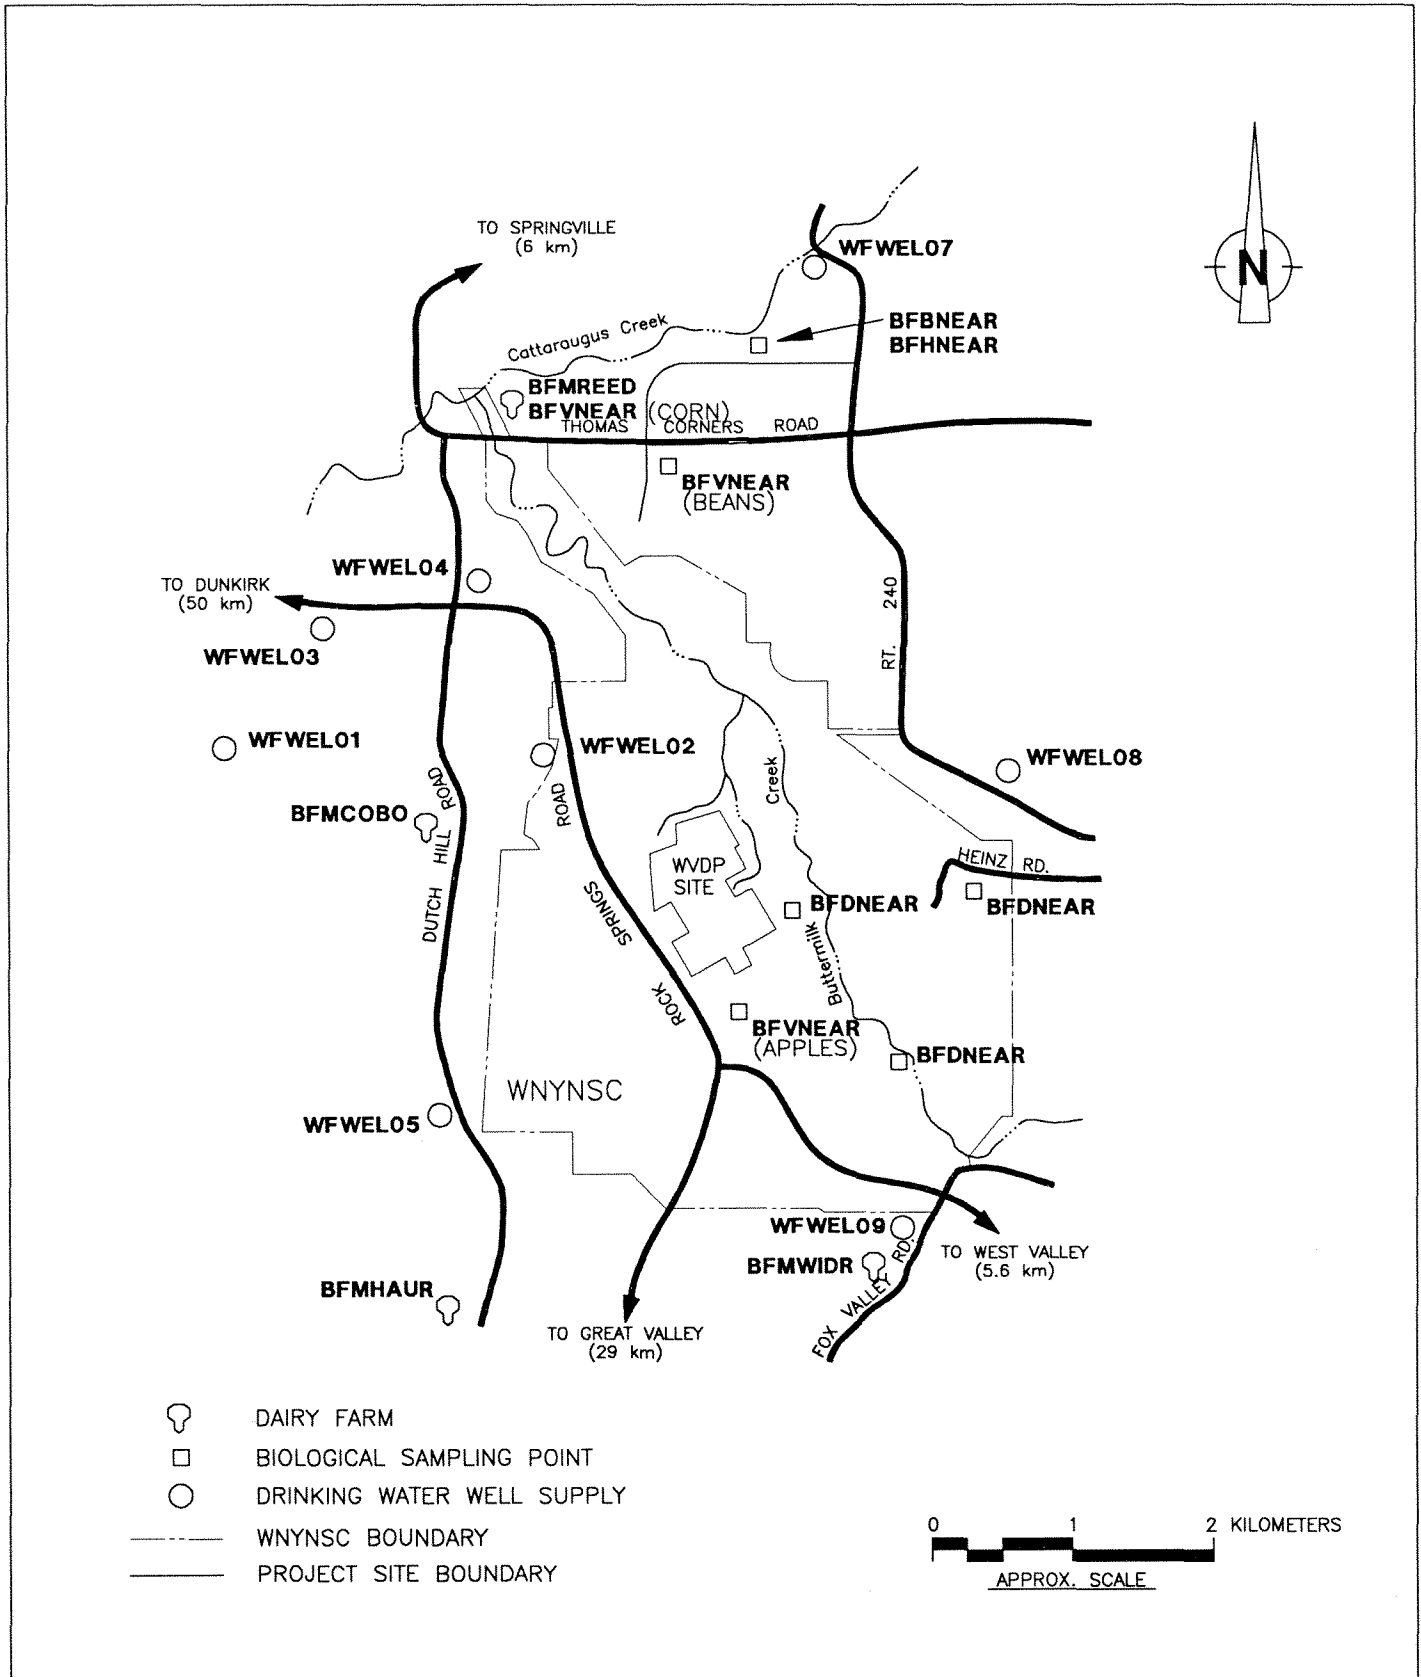 N
TO SPRINGVILLE
(6 km)
WFWEL07
BFBNEAR
BFHNEAR
Cattaraugus Creek
BFMREED
BFVNEAR (CORN)
THOMAS CORNERS ROAD
BFVNEAR
(BEANS)
WFWEL04
TO DUNKIRK
(50 km)
RT. 240
WFWEL03
WFWEL01
WFWEL02
WFWEL08
BFMCOBO
DUTCH HILL ROAD
ROCK SPRINGS ROAD
Buttermilk Creek
WVDP
SITE
HEINZ RD.
BFDNEAR
BFDNEAR
BFVNEAR
(APPLES)
BFDNEAR
WNYNSC
WFWEL05
WFWEL09
BFMWIDR
FOX VALLEY RD.
TO WEST VALLEY
(5.6 km)
BFMHAUR
TO GREAT VALLEY
(29 km)
DAIRY FARM
BIOLOGICAL SAMPLING POINT
DRINKING WATER WELL SUPPLY
WNYNSC BOUNDARY
PROJECT SITE BOUNDARY
0 1 2 KILOMETERS
APPROX. SCALE